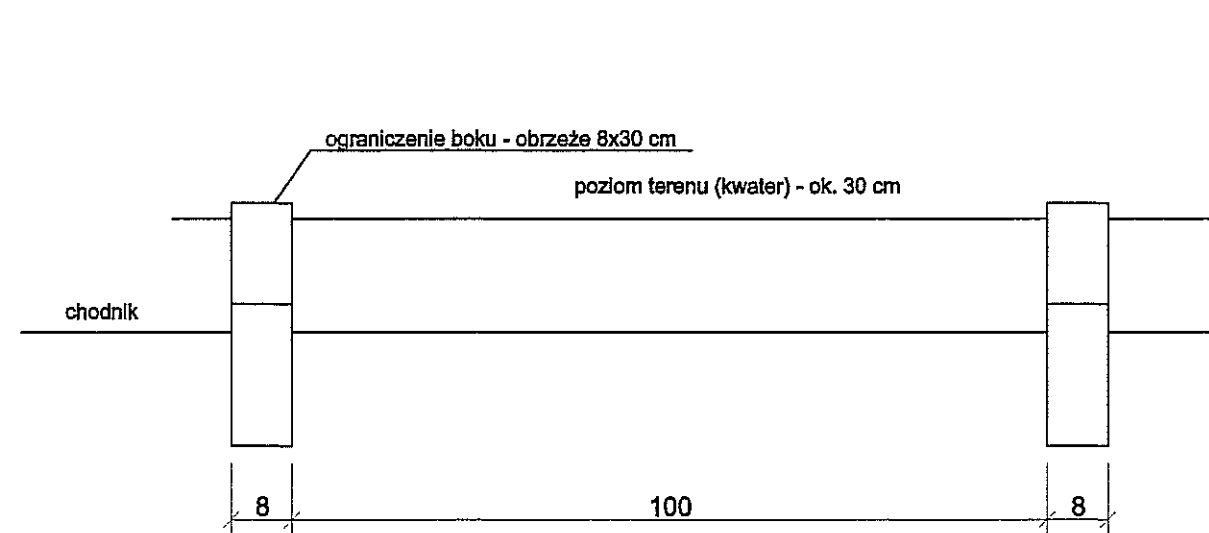 ograniczenie boku - obrzeże 8x30 cm
poziom terenu (kwater) - ok. 30 cm
chodnik
8 100 8